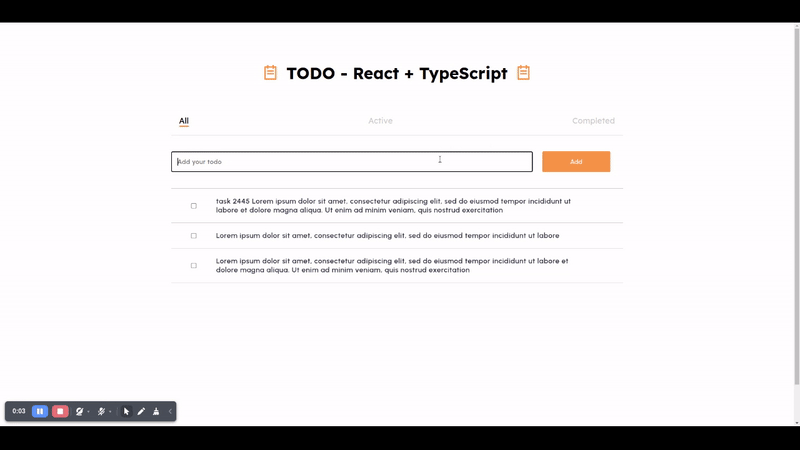 TODO - React + TypeScript
All
Active
Completed
Add your todo
Add
task 2445 Lorem ipsum dolor sit amet, consectetur adipiscing elit, sed do eiusmod tempor incididunt ut
labore et dolore magna aliqua. Ut enim ad minim veniam, quis nostrud exercitation
Lorem ipsum dolor sit amet, consectetur adipiscing elit, sed do eiusmod tempor incididunt ut labore
Lorem ipsum dolor sit amet, consectetur adipiscing elit, sed do eiusmod tempor incididunt ut labore et
dolore magna aliqua. Ut enim ad minim veniam, quis nostrud exercitation
0:03